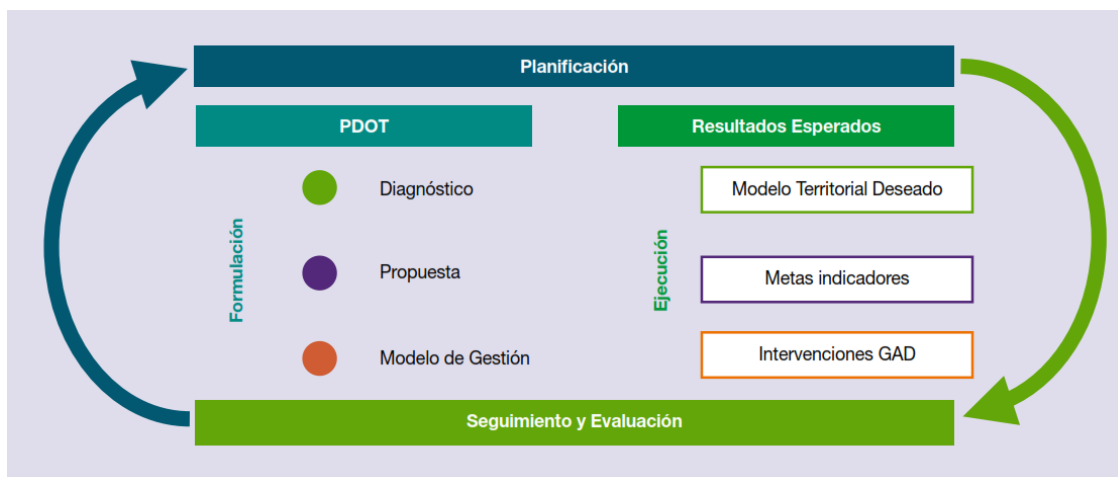 Planificación
PDOT
Resultados Esperados
Formulación
Diagnóstico
Propuesta
Modelo de Gestión
Ejecución
Modelo Territorial Deseado
Metas indicadores
Intervenciones GAD
Seguimiento y Evaluación